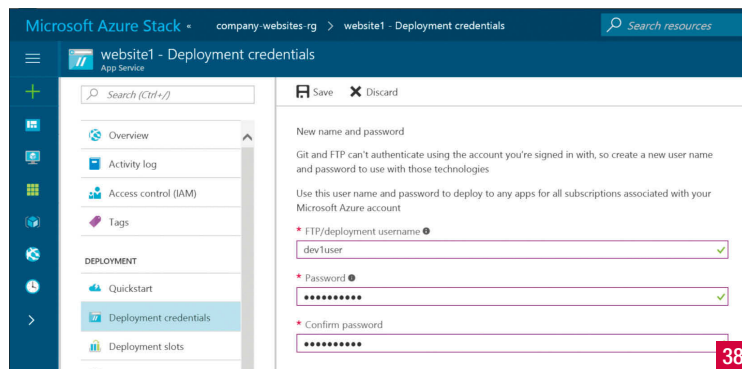 Microsoft Azure Stack « company-websites-rg > website1 - Deployment credentials Search resources
website1 - Deployment credentials
App Service
Search (Ctrl+/)
Overview
Activity log
Access control (IAM)
Tags
DEPLOYMENT
Quickstart
Deployment credentials
Deployment slots
Save Discard
New name and password
Git and FTP can't authenticate using the account you're signed in with, so create a new user name
and password to use with those technologies
Use this user name and password to deploy to any apps for all subscriptions associated with your
Microsoft Azure account
* FTP/deployment username
dev1user
* Password
●●●●●●●●●●
* Confirm password
●●●●●●●●●●
38